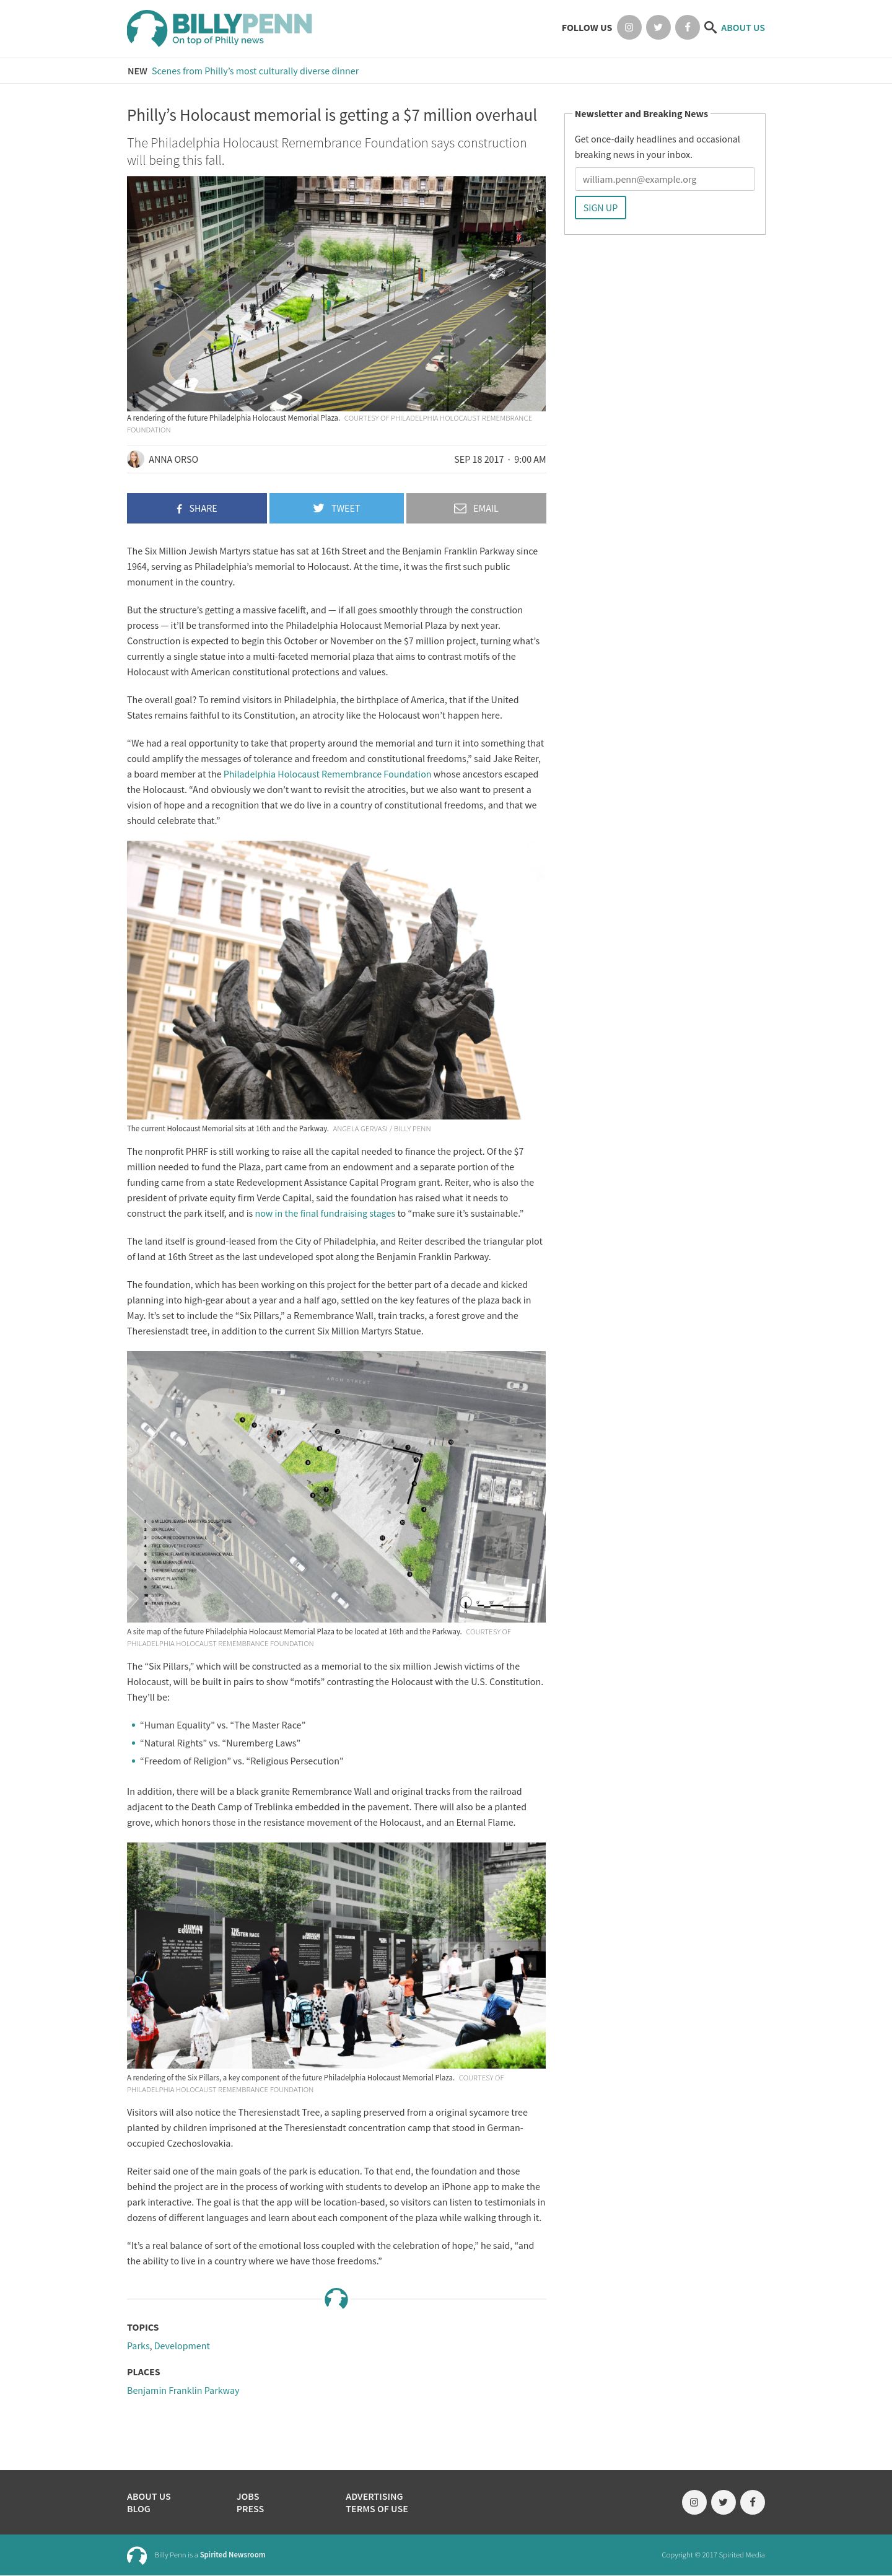 BILLYPENN
On top of Philly news
FOLLOW US
ABOUT US
NEW Scenes from Philly’s most culturally diverse dinner
Philly’s Holocaust memorial is getting a $7 million overhaul
The Philadelphia Holocaust Remembrance Foundation says construction
will being this fall.
A rendering of the future Philadelphia Holocaust Memorial Plaza. COURTESY OF PHILADELPHIA HOLOCAUST REMEMBRANCE
FOUNDATION
ANNA ORSO
SEP 18 2017 · 9:00 AM
SHARE
TWEET
EMAIL
The Six Million Jewish Martyrs statue has sat at 16th Street and the Benjamin Franklin Parkway since
1964, serving as Philadelphia’s memorial to Holocaust. At the time, it was the first such public
monument in the country.
But the structure’s getting a massive facelift, and — if all goes smoothly through the construction
process — it’ll be transformed into the Philadelphia Holocaust Memorial Plaza by next year.
Construction is expected to begin this October or November on the $7 million project, turning what’s
currently a single statue into a multi-faceted memorial plaza that aims to contrast motifs of the
Holocaust with American constitutional protections and values.
The overall goal? To remind visitors in Philadelphia, the birthplace of America, that if the United
States remains faithful to its Constitution, an atrocity like the Holocaust won’t happen here.
“We had a real opportunity to take that property around the memorial and turn it into something that
could amplify the messages of tolerance and freedom and constitutional freedoms,” said Jake Reiter,
a board member at the Philadelphia Holocaust Remembrance Foundation whose ancestors escaped
the Holocaust. “And obviously we don’t want to revisit the atrocities, but we also want to present a
vision of hope and a recognition that we do live in a country of constitutional freedoms, and that we
should celebrate that.”
The current Holocaust Memorial sits at 16th and the Parkway. ANGELA GERVASI / BILLY PENN
The nonprofit PHRF is still working to raise all the capital needed to finance the project. Of the $7
million needed to fund the Plaza, part came from an endowment and a separate portion of the
funding came from a state Redevelopment Assistance Capital Program grant. Reiter, who is also the
president of private equity firm Verde Capital, said the foundation has raised what it needs to
construct the park itself, and is now in the final fundraising stages to “make sure it’s sustainable.”
The land itself is ground-leased from the City of Philadelphia, and Reiter described the triangular plot
of land at 16th Street as the last undeveloped spot along the Benjamin Franklin Parkway.
The foundation, which has been working on this project for the better part of a decade and kicked
planning into high-gear about a year and a half ago, settled on the key features of the plaza back in
May. It’s set to include the “Six Pillars,” a Remembrance Wall, train tracks, a forest grove and the
Theresienstadt tree, in addition to the current Six Million Martyrs Statue.
ARCH STREET
1 6 MILLION JEWISH MARTYRS SCULPTURE
2 SIX PILLARS
3 DONOR RECOGNITION WALL
4 TREE GROVE "THE FOREST"
5 ETERNAL FLAME IN REMEMBRANCE WALL
6 REMEMBRANCE WALL
7 THERESIENSTADT TREE
8 NATIVE PLANTING
9 SEAT WALL
10
11 TRAIN TRACKS
A site map of the future Philadelphia Holocaust Memorial Plaza to be located at 16th and the Parkway. COURTESY OF
PHILADELPHIA HOLOCAUST REMEMBRANCE FOUNDATION
The “Six Pillars,” which will be constructed as a memorial to the six million Jewish victims of the
Holocaust, will be built in pairs to show “motifs” contrasting the Holocaust with the U.S. Constitution.
They’ll be:
• “Human Equality” vs. “The Master Race”
• “Natural Rights” vs. “Nuremberg Laws”
• “Freedom of Religion” vs. “Religious Persecution”
In addition, there will be a black granite Remembrance Wall and original tracks from the railroad
adjacent to the Death Camp of Treblinka embedded in the pavement. There will also be a planted
grove, which honors those in the resistance movement of the Holocaust, and an Eternal Flame.
HUMAN
EQUALITY
THE
MASTER RACE
AMERICAN
DEMOCRACY
TOTALITARIANISM
A rendering of the Six Pillars, a key component of the future Philadelphia Holocaust Memorial Plaza. COURTESY OF
PHILADELPHIA HOLOCAUST REMEMBRANCE FOUNDATION
Visitors will also notice the Theresienstadt Tree, a sapling preserved from a original sycamore tree
planted by children imprisoned at the Theresienstadt concentration camp that stood in German-
occupied Czechoslovakia.
Reiter said one of the main goals of the park is education. To that end, the foundation and those
behind the project are in the process of working with students to develop an iPhone app to make the
park interactive. The goal is that the app will be location-based, so visitors can listen to testimonials in
dozens of different languages and learn about each component of the plaza while walking through it.
“It’s a real balance of sort of the emotional loss coupled with the celebration of hope,” he said, “and
the ability to live in a country where we have those freedoms.”
TOPICS
Parks, Development
PLACES
Benjamin Franklin Parkway
Newsletter and Breaking News
Get once-daily headlines and occasional
breaking news in your inbox.
william.penn@example.org
SIGN UP
ABOUT US
BLOG
JOBS
PRESS
ADVERTISING
TERMS OF USE
Billy Penn is a Spirited Newsroom
Copyright © 2017 Spirited Media